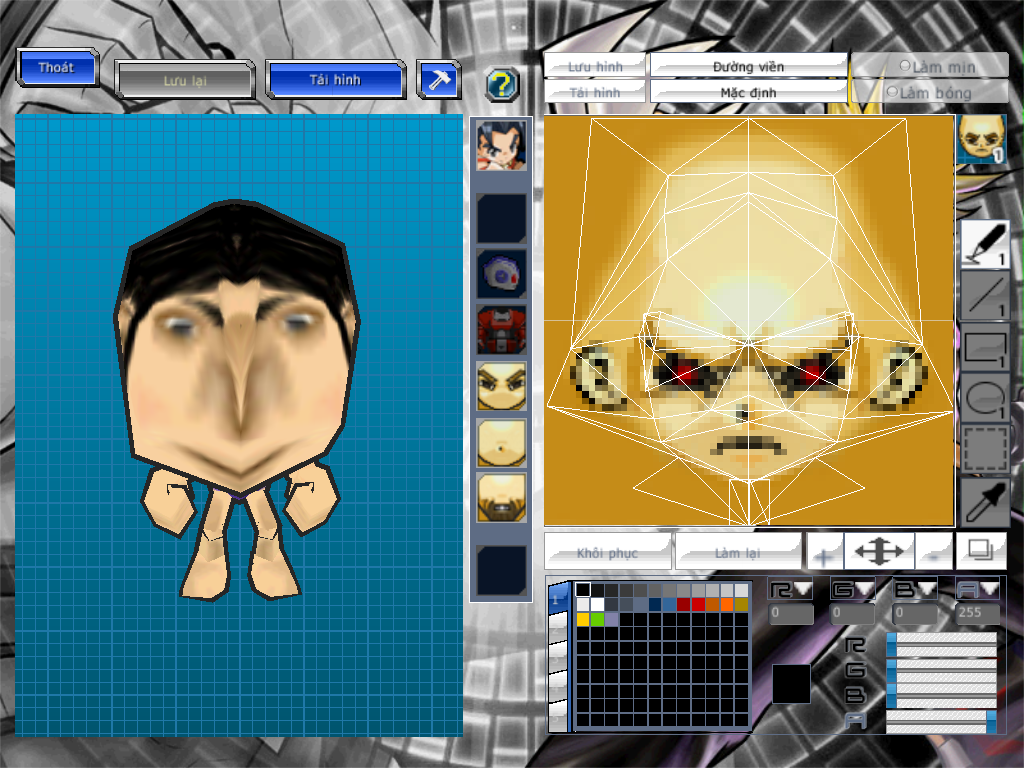 Thoát
Lưu lại
Tải hình
?
Lưu hình
Đường viền
Làm mịn
Tải hình
Mặc định
Làm bóng
1
1
1
1
1
Khôi phục
Làm lại
+
-
1
R
G
B
A
0
0
0
255
R
G
B
A